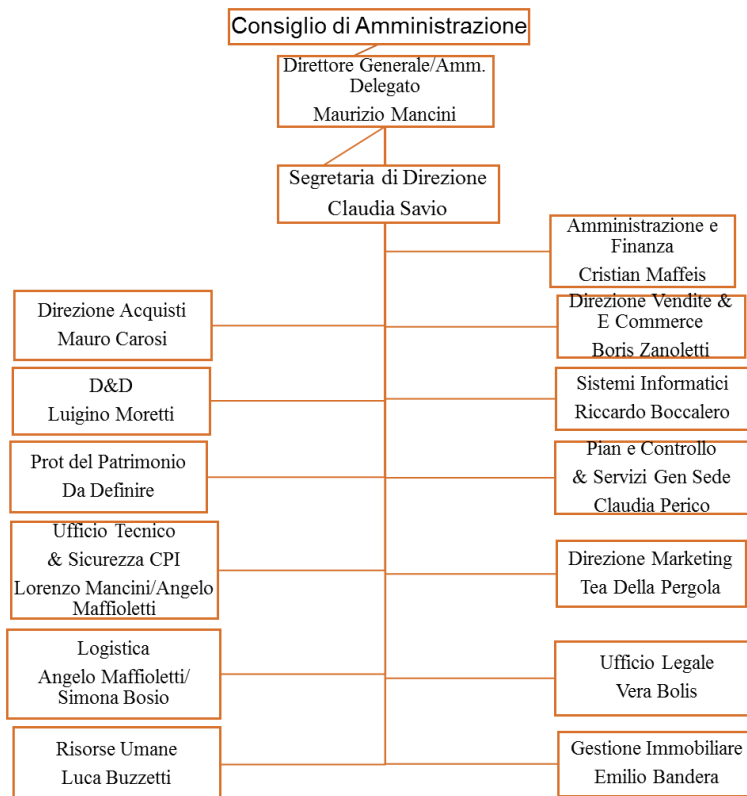 Consiglio di Amministrazione
Direttore Generale/Amm.
Delegato
Maurizio Mancini
Segretaria di Direzione
Claudia Savio
Amministrazione e
Finanza
Cristian Maffeis
Direzione Acquisti
Mauro Carosi
Direzione Vendite &
E Commerce
Boris Zanoletti
D&D
Luigino Moretti
Sistemi Informatici
Riccardo Boccalero
Prot del Patrimonio
Da Definire
Pian e Controllo
& Servizi Gen Sede
Claudia Perico
Ufficio Tecnico
& Sicurezza CPI
Lorenzo Mancini/Angelo
Maffioletti
Direzione Marketing
Tea Della Pergola
Logistica
Angelo Maffioletti/
Simona Bosio
Ufficio Legale
Vera Bolis
Risorse Umane
Luca Buzzetti
Gestione Immobiliare
Emilio Bandera